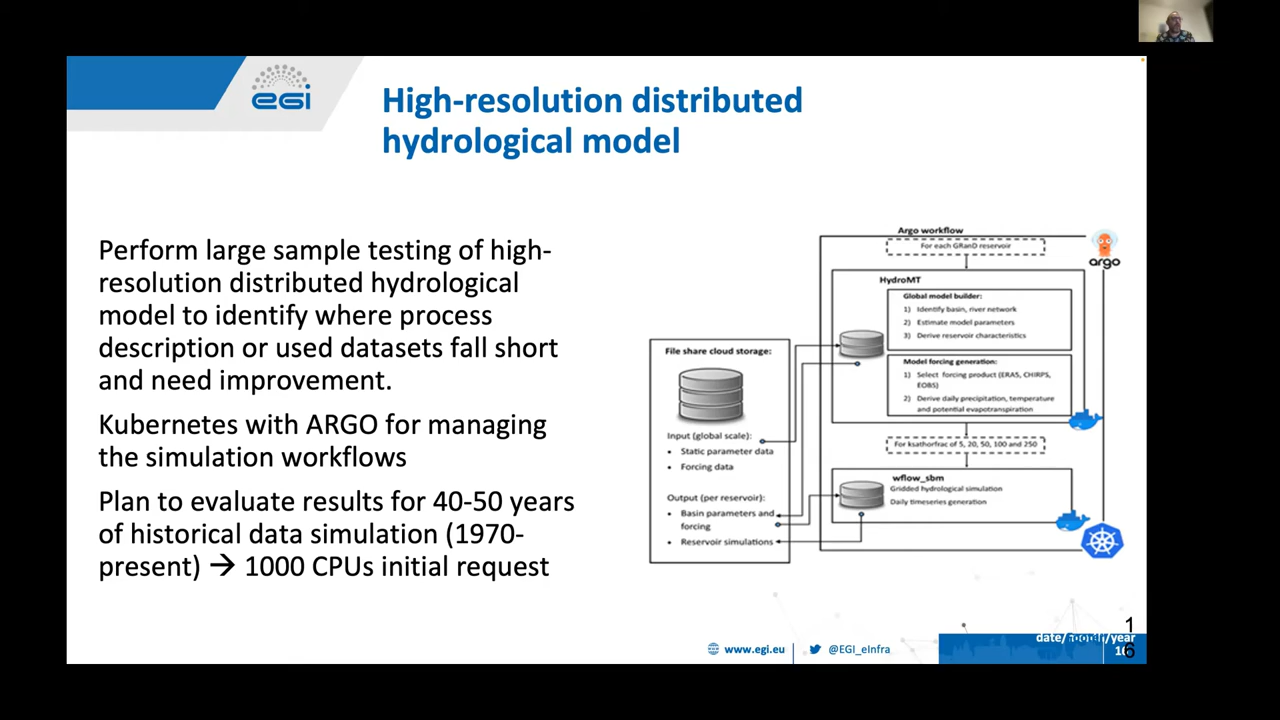 eGI
High-resolution distributed
hydrological model
Perform large sample testing of high-
resolution distributed hydrological
model to identify where process
description or used datasets fall short
and need improvement.
Kubernetes with ARGO for managing
the simulation workflows
Plan to evaluate results for 40-50 years
of historical data simulation (1970-
present) → 1000 CPUs initial request
Argo workflow
For each GRanD reservoir
argo
HydroMT
Global model builder:
1) Identify basin, river network
2) Estimate model parameters
3) Derive reservoir characteristics
Model forcing generation:
1) Select forcing product (ERA5, CHIRPS,
EOBS)
2) Derive daily precipitation, temperature
and potential evapotranspiration
For ksathorfrac of 5, 20, 50, 100 and 250
wflow_sbm
Gridded hydrological simulation
Daily timeseries generation
File share cloud storage:
Input (global scale):
• Static parameter data
• Forcing data
Output (per reservoir):
• Basin parameters and
forcing
• Reservoir simulations
www.egi.eu
@EGI_eInfra
date/footer/year
16
1
6